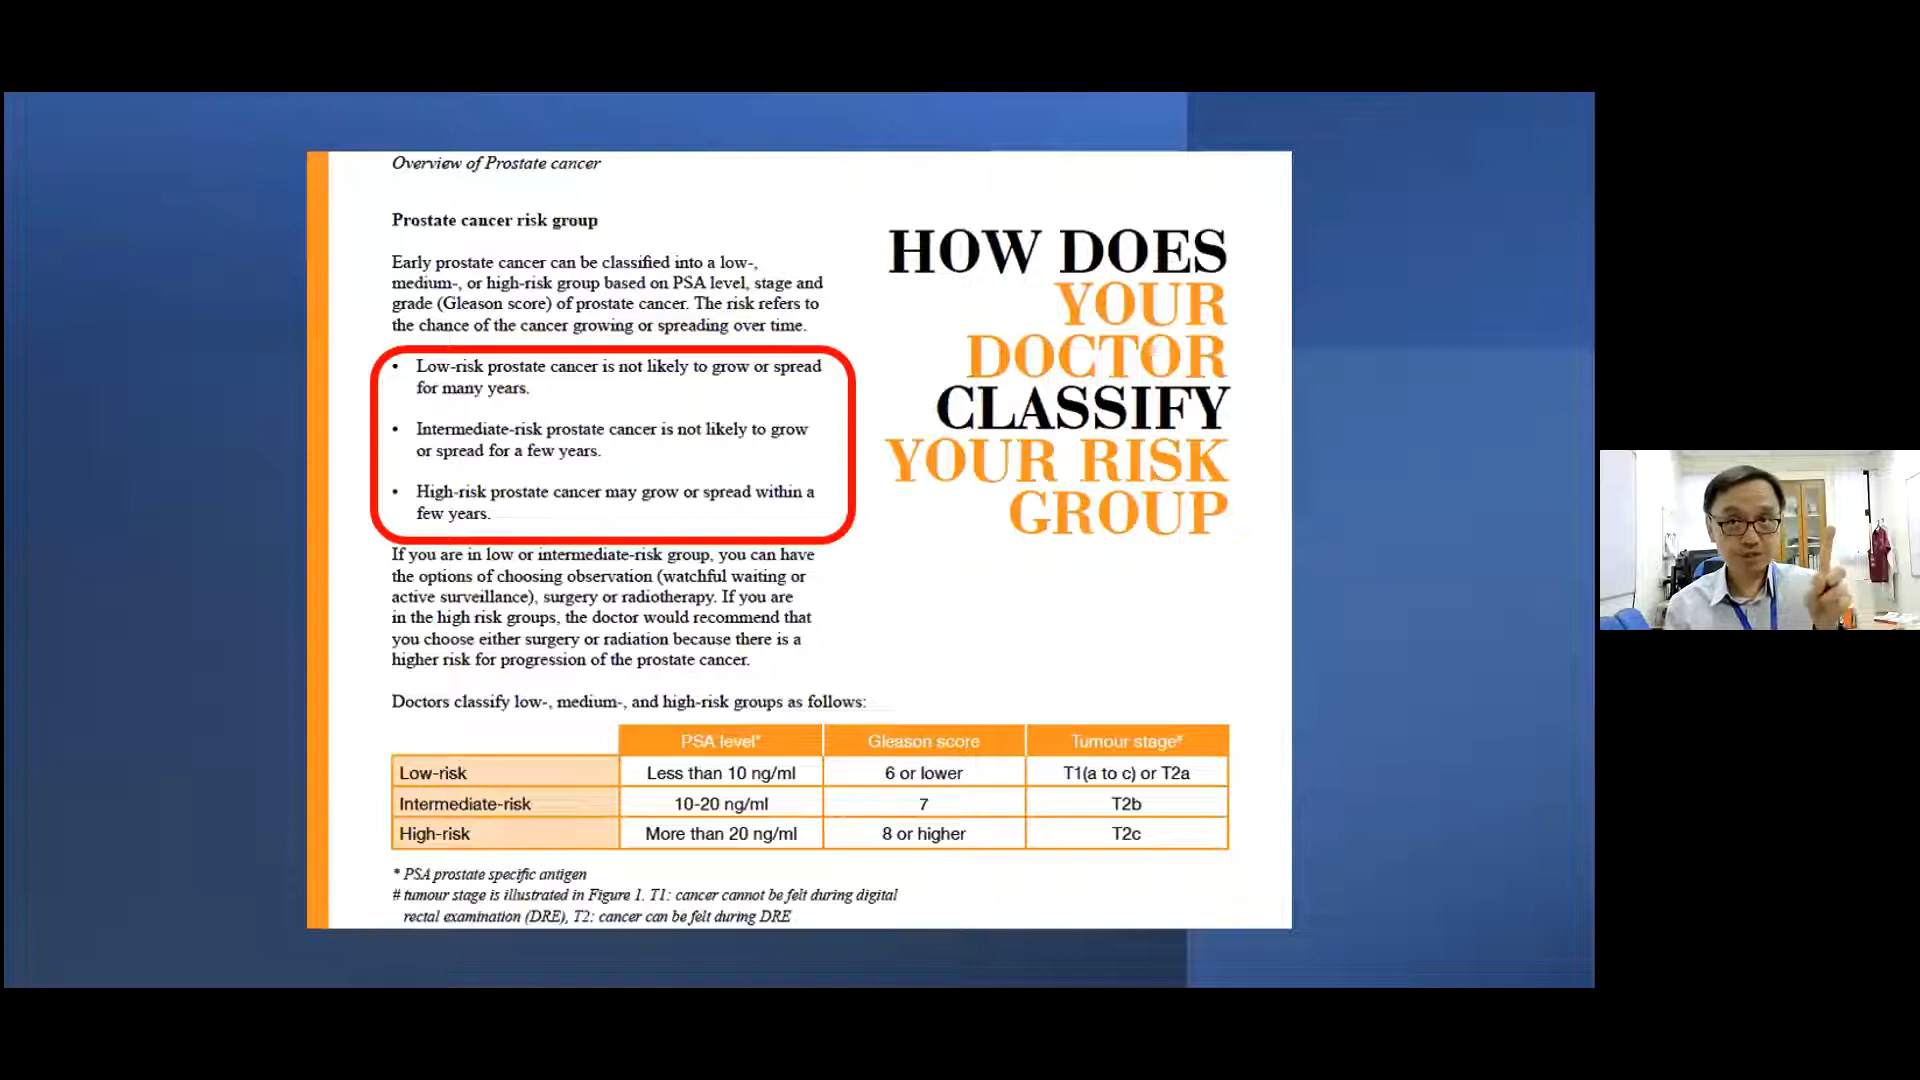 Overview of Prostate cancer
Prostate cancer risk group
Early prostate cancer can be classified into a low-,
medium-, or high-risk group based on PSA level, stage and
grade (Gleason score) of prostate cancer. The risk refers to
the chance of the cancer growing or spreading over time.
• Low-risk prostate cancer is not likely to grow or spread
for many years.
• Intermediate-risk prostate cancer is not likely to grow
or spread for a few years.
• High-risk prostate cancer may grow or spread within a
few years.
If you are in low or intermediate-risk group, you can have
the options of choosing observation (watchful waiting or
active surveillance), surgery or radiotherapy. If you are
in the high risk groups, the doctor would recommend that
you choose either surgery or radiation because there is a
higher risk for progression of the prostate cancer.
HOW DOES
YOUR
DOCTOR
CLASSIFY
YOUR RISK
GROUP
Doctors classify low-, medium-, and high-risk groups as follows:
PSA level* Gleason score Tumour stage#
Low-risk Less than 10 ng/ml 6 or lower T1(a to c) or T2a
Intermediate-risk 10-20 ng/ml 7 T2b
High-risk More than 20 ng/ml 8 or higher T2c
* PSA prostate specific antigen
# tumour stage is illustrated in Figure 1. T1: cancer cannot be felt during digital
rectal examination (DRE), T2: cancer can be felt during DRE